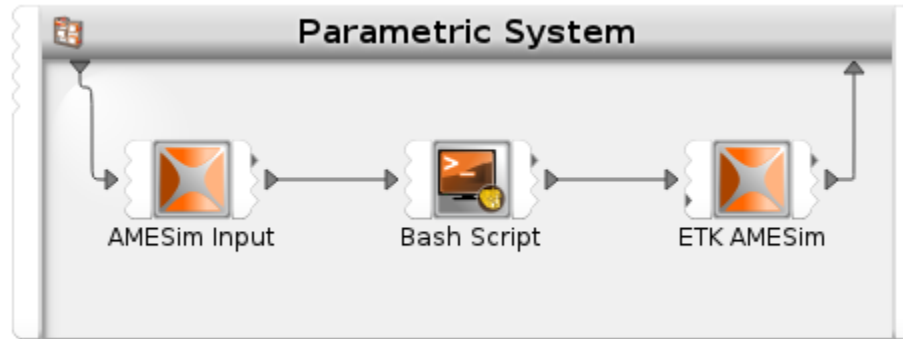 Parametric System
>_
AMESim Input
Bash Script
ETK AMESim